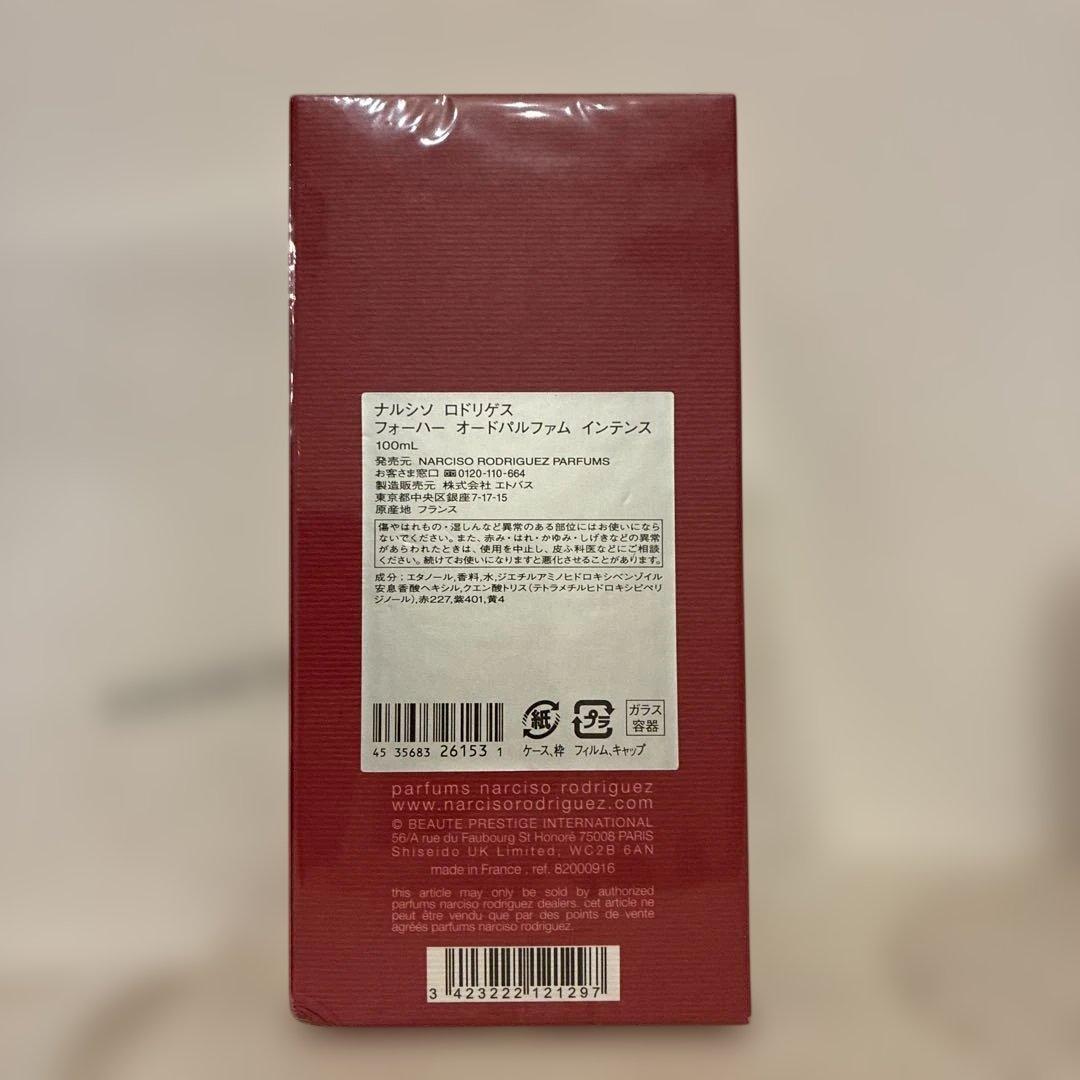 ナルシソ ロドリゲス
フォーハー オードパルファム インテンス
100mL
発売元 NARCISO RODRIGUEZ PARFUMS
お客さま窓口 0120-110-664
製造販売元 株式会社 エトバス
東京都中央区銀座7-17-15
原産地 フランス
傷やはれもの・湿しんなど異常のある部位にはお使いになら
ないでください。また、赤み・はれ・かゆみ・しげきなどの異常
があらわれたときは、使用を中止し、皮ふ科医などにご相談
ください。続けてお使いになりますと悪化させることがあります。
成分：エタノール,香料,水,ジエチルアミノヒドロキシベンゾイル
安息香酸ヘキシル,クエン酸トリス(テトラメチルヒドロキシピペリ
ジノール),赤227,紫401,黄4
45 35683 26153 1
紙
ケース、枠
プラ
フィルム、キャップ
ガラス
容器
parfums narciso rodriguez
www.narcisorodriguez.com
© BEAUTE PRESTIGE INTERNATIONAL
56/A rue du Faubourg St Honoré 75008 PARIS
Shiseido UK Limited, WC2B 6AN
made in France . ref. 82000916
this article may only be sold by authorized
parfums narciso rodriguez dealers. cet article ne
peut être vendu que par des points de vente
agréés parfums narciso rodriguez.
3 423222 121297